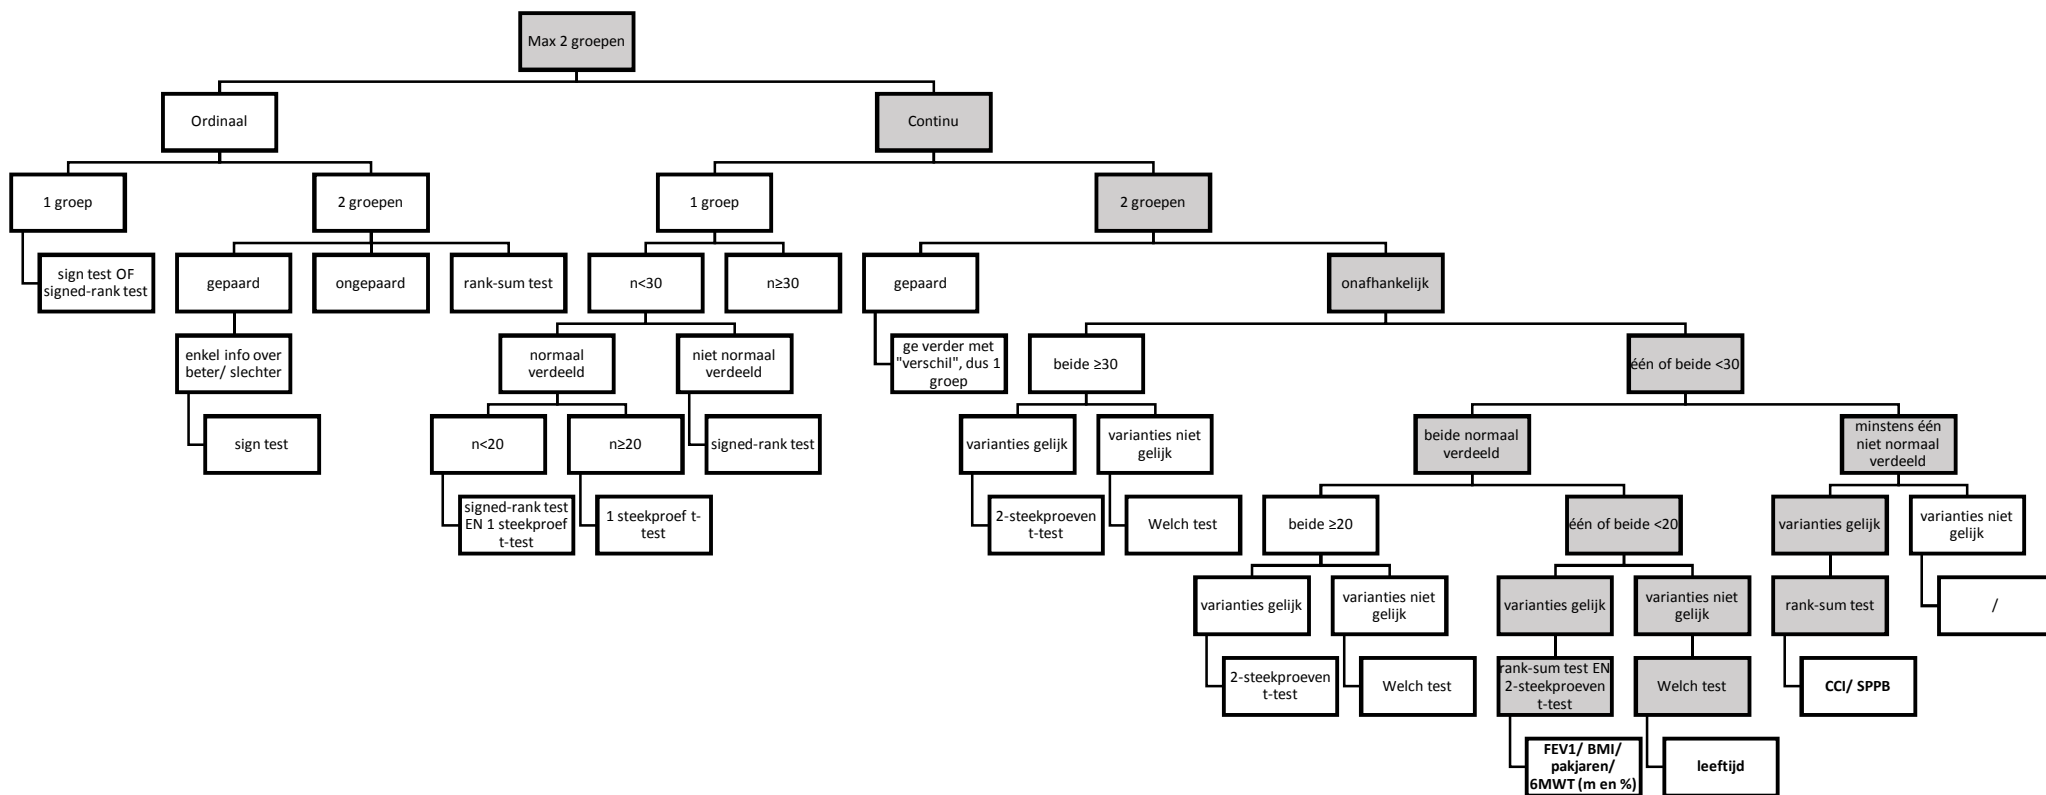 Max 2 groepen
Ordinaal
Continu
1 groep
2 groepen
1 groep
2 groepen
sign test OF
signed-rank test
gepaard
ongepaard
rank-sum test
n<30
n≥30
gepaard
onafhankelijk
enkel info over
beter/ slechter
normaal
verdeeld
niet normaal
verdeeld
ge verder met
"verschil", dus 1
groep
beide ≥30
één of beide <30
sign test
n<20
n≥20
signed-rank test
varianties gelijk
varianties niet
gelijk
beide normaal
verdeeld
minstens één
niet normaal
verdeeld
signed-rank test
EN 1 steekproef
t-test
1 steekproef t-
test
2-steekproeven
t-test
Welch test
beide ≥20
één of beide <20
varianties gelijk
varianties niet
gelijk
varianties gelijk
varianties niet
gelijk
varianties gelijk
varianties niet
gelijk
rank-sum test
/
2-steekproeven
t-test
Welch test
rank-sum test EN
2-steekproeven
t-test
Welch test
CCI/ SPPB
FEV1/ BMI/
pakjaren/
6MWT (m en %)
leeftijd